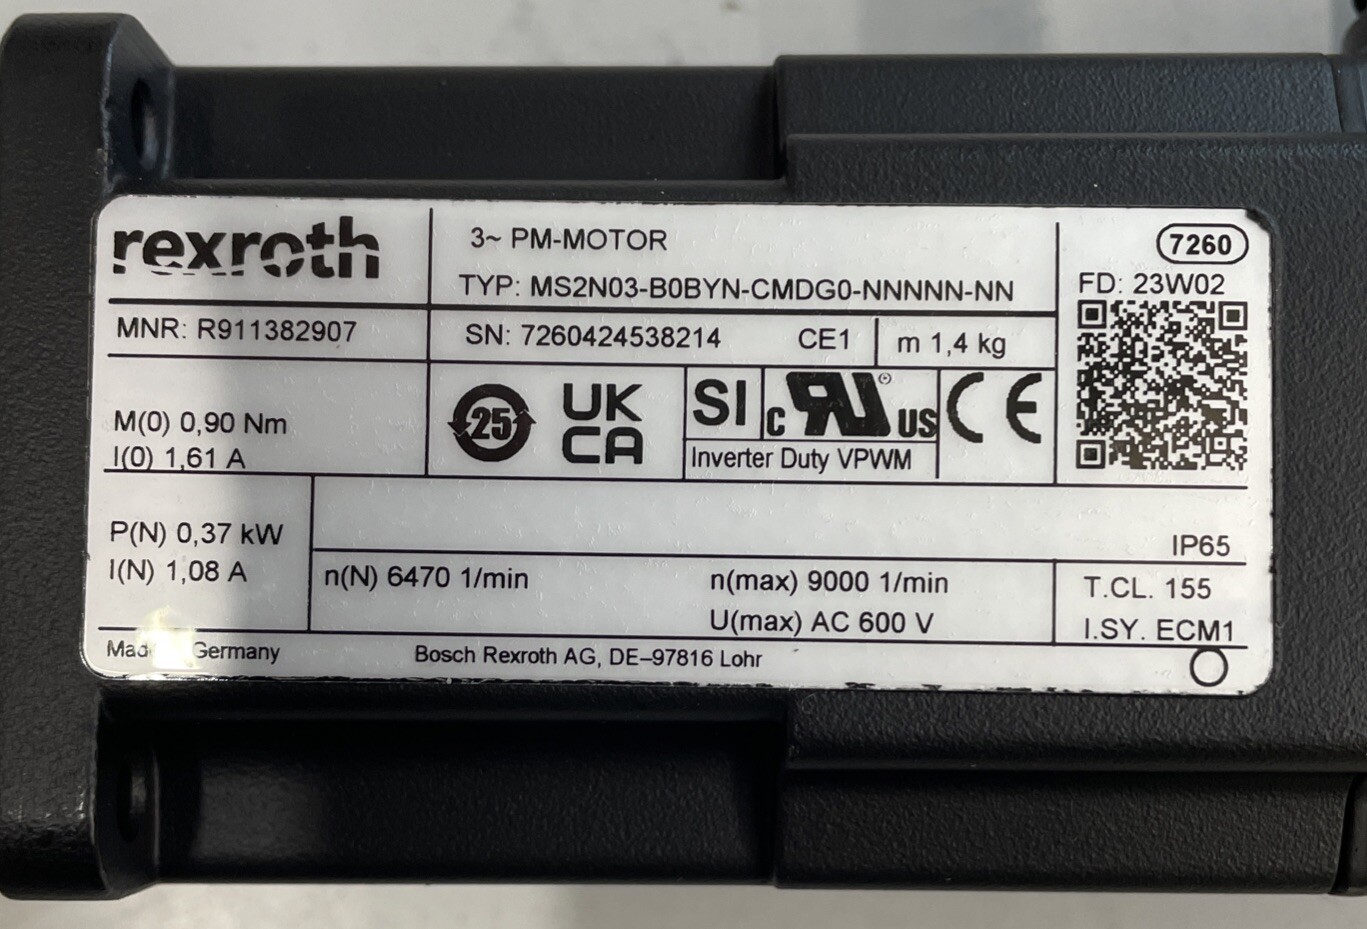 rexroth
3~ PM-MOTOR
TYP: MS2N03-B0BYN-CMDG0-NNNNN-NN
7260
FD: 23W02
MNR: R911382907
SN: 7260424538214
CE1
m 1,4 kg
M(0) 0,90 Nm
I(0) 1,61 A
25
UK
CA
SI
c RU ® US
CE
Inverter Duty VPWM
P(N) 0,37 kW
I(N) 1,08 A
IP65
n(N) 6470 1/min
n(max) 9000 1/min
U(max) AC 600 V
T.CL. 155
I.SY. ECM1
Germany
Bosch Rexroth AG, DE–97816 Lohr